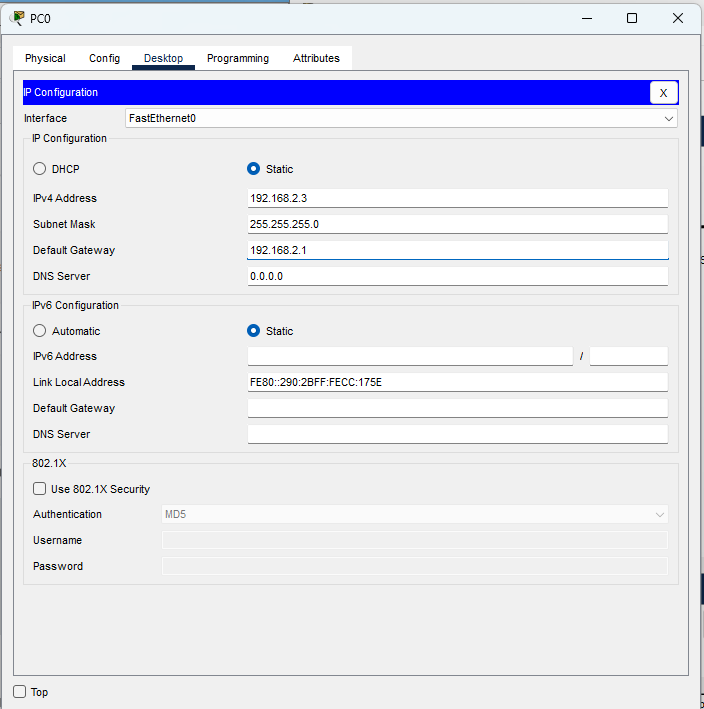 PC0
Physical Config Desktop Programming Attributes
IP Configuration X
Interface FastEthernet0
IP Configuration
DHCP Static
IPv4 Address 192.168.2.3
Subnet Mask 255.255.255.0
Default Gateway 192.168.2.1
DNS Server 0.0.0.0
IPv6 Configuration
Automatic Static
IPv6 Address /
Link Local Address FE80::290:2BFF:FECC:175E
Default Gateway
DNS Server
802.1X
Use 802.1X Security
Authentication MD5
Username
Password
Top